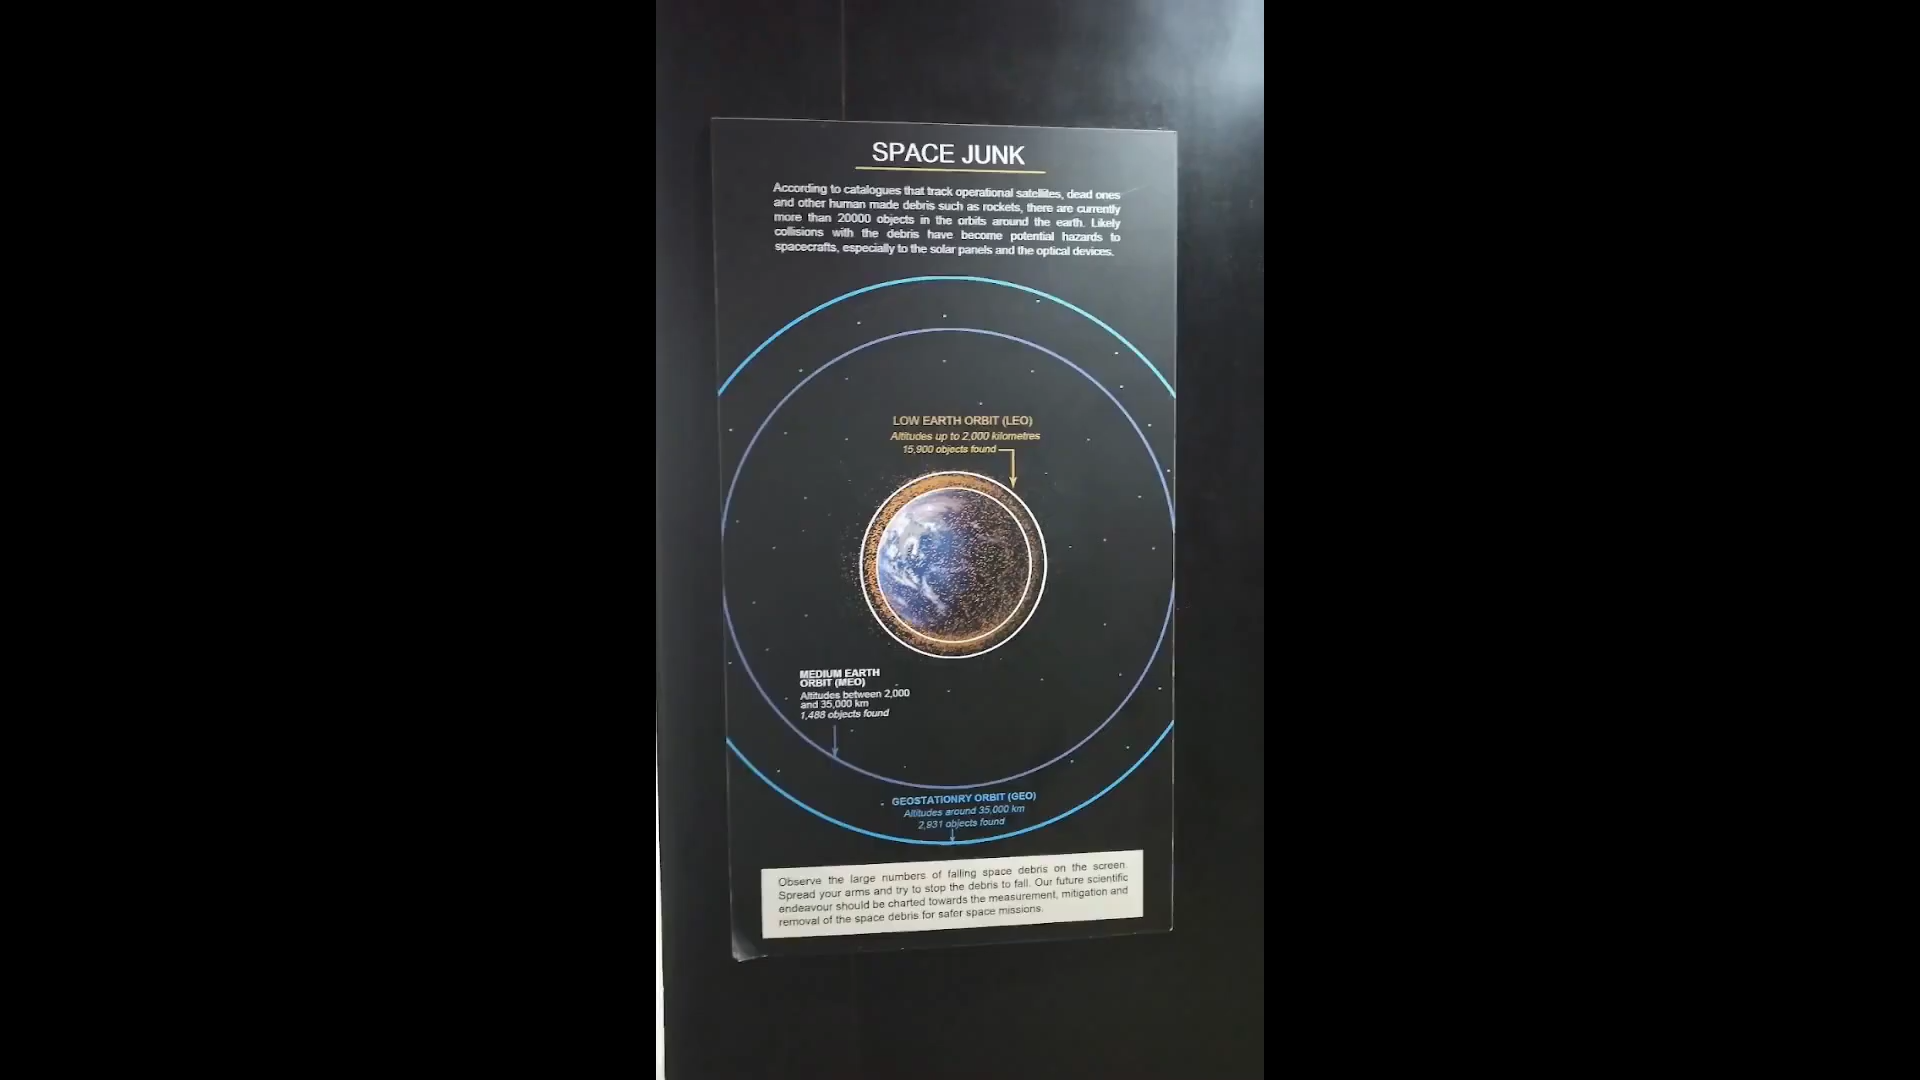 SPACE JUNK
According to catalogues that track operational satellites, dead ones
and other human made debris such as rockets, there are currently
more than 20000 objects in the orbits around the earth. Likely
collisions with the debris have become potential hazards to
spacecrafts, especially to the solar panels and the optical devices.
LOW EARTH ORBIT (LEO)
Altitudes up to 2,000 kilometres
15,900 objects found
MEDIUM EARTH
ORBIT (MEO)
Altitudes between 2,000
and 35,000 km
1,488 objects found
GEOSTATIONRY ORBIT (GEO)
Altitudes around 35,000 km
2,931 objects found
Observe the large numbers of falling space debris on the screen.
Spread your arms and try to stop the debris to fall. Our future scientific
endeavour should be charted towards the measurement, mitigation and
removal of the space debris for safer space missions.